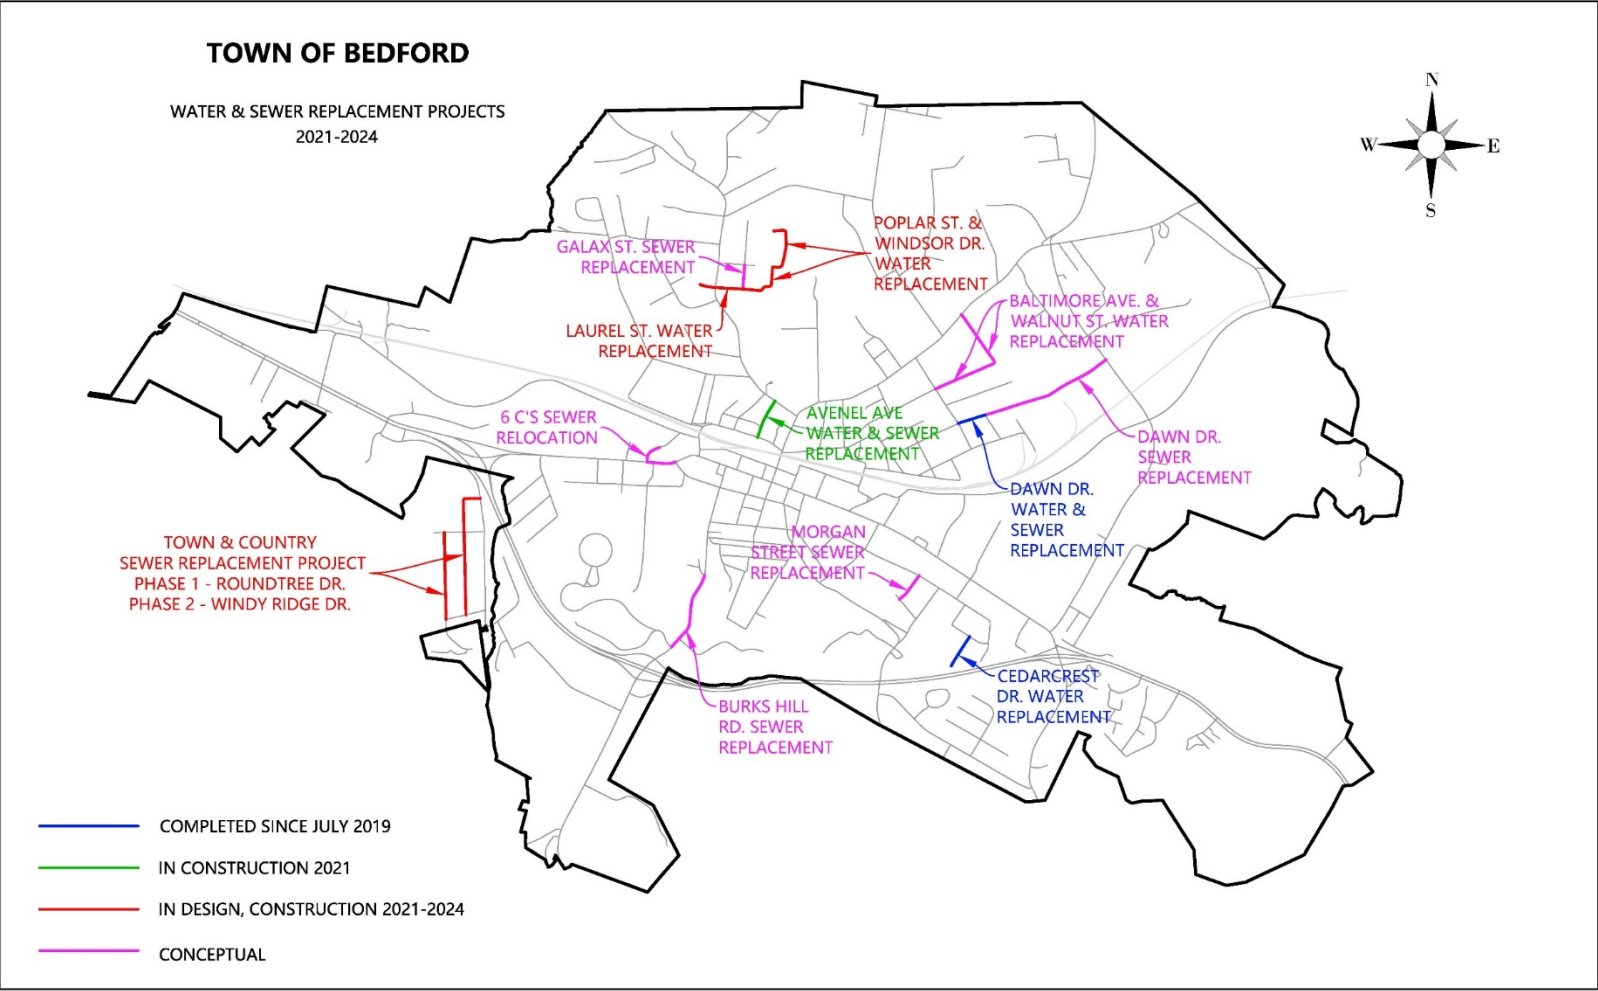 TOWN OF BEDFORD
WATER & SEWER REPLACEMENT PROJECTS
2021-2024
N
W
E
S
POPLAR ST. &
WINDSOR DR.
WATER
REPLACEMENT
GALAX ST. SEWER
REPLACEMENT
BALTIMORE AVE. &
WALNUT ST. WATER
REPLACEMENT
LAUREL ST. WATER
REPLACEMENT
6 C'S SEWER
RELOCATION
AVENEL AVE
WATER & SEWER
REPLACEMENT
DAWN DR.
SEWER
REPLACEMENT
DAWN DR.
WATER &
SEWER
REPLACEMENT
MORGAN
STREET SEWER
REPLACEMENT
TOWN & COUNTRY
SEWER REPLACEMENT PROJECT
PHASE 1 - ROUNDTREE DR.
PHASE 2 - WINDY RIDGE DR.
CEDARCREST
DR. WATER
REPLACEMENT
BURKS HILL
RD. SEWER
REPLACEMENT
COMPLETED SINCE JULY 2019
IN CONSTRUCTION 2021
IN DESIGN, CONSTRUCTION 2021-2024
CONCEPTUAL